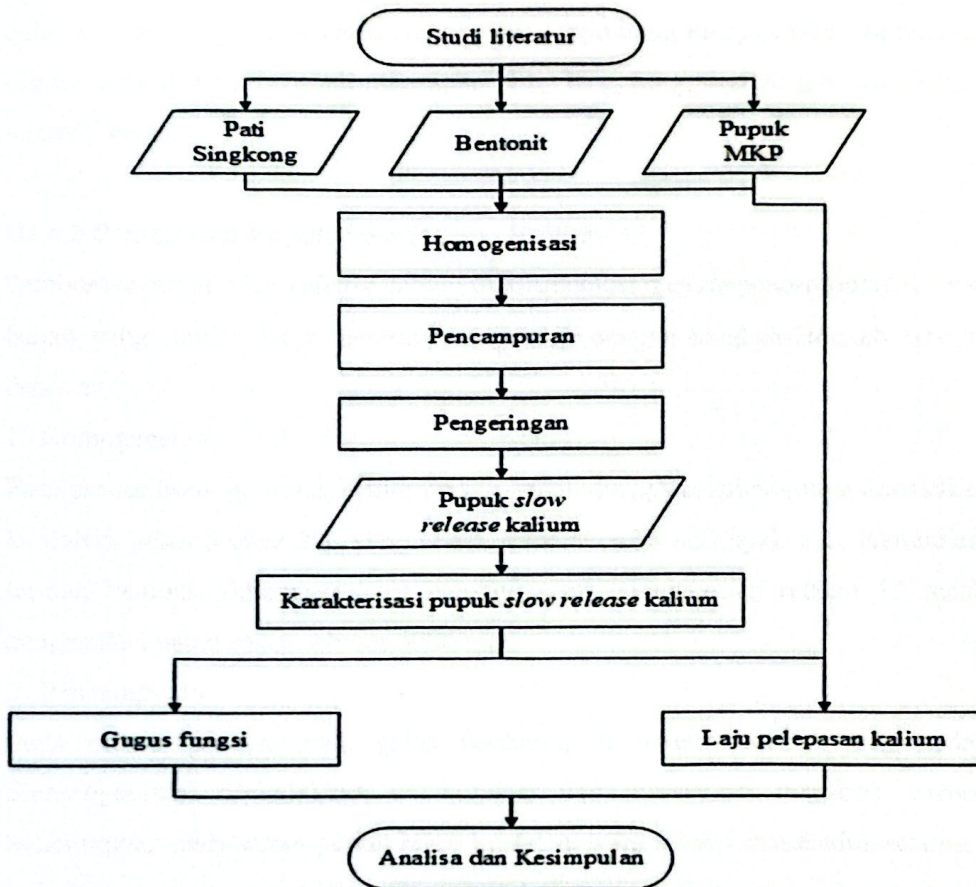 Studi literatur
Pati
Singkong
Bentonit
Pupuk
MKP
Homogenisasi
Pencampuran
Pengeringan
Pupuk slow
release kalium
Karakterisasi pupuk slow release kalium
Gugus fungsi
Laju pelepasan kalium
Analisa dan Kesimpulan